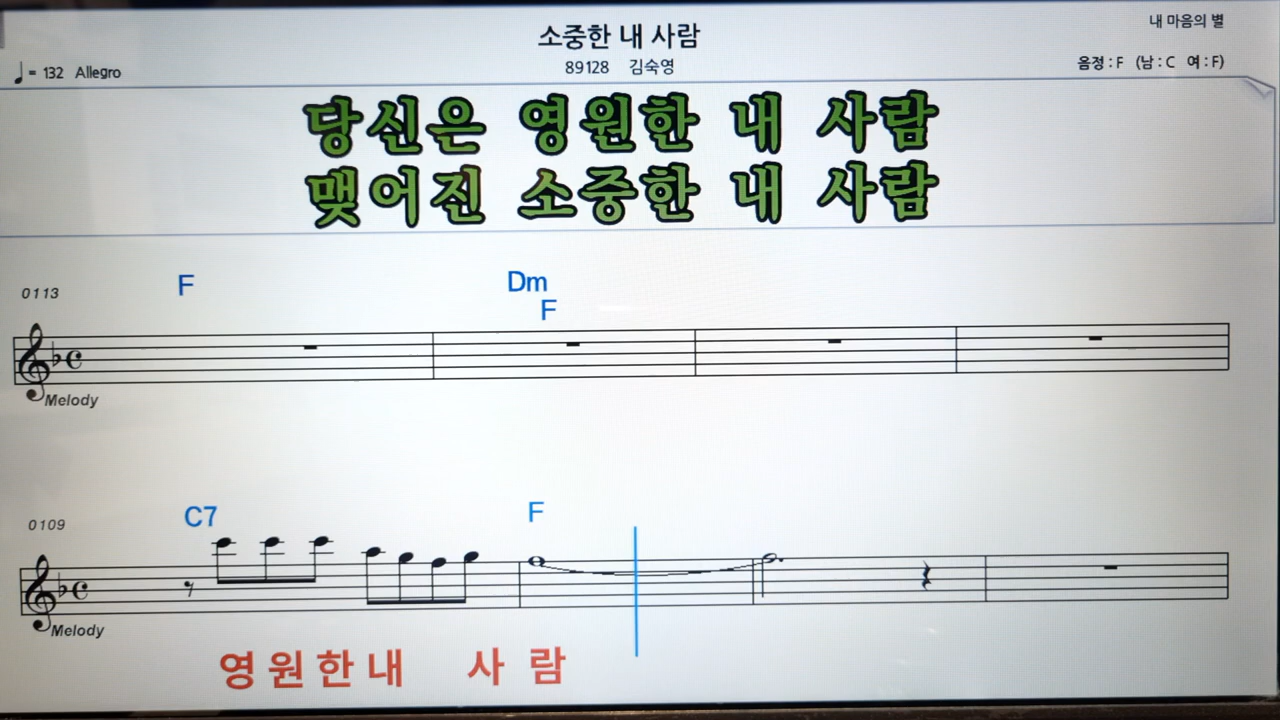 내 마음의 별
소중한 내 사람
89128 김숙영
♩= 132 Allegro
음정 : F (남 : C 여 : F)
당신은 영원한 내 사람
맺어진 소중한 내 사람
F Dm
F
0113
Melody
C7 F
0109
Melody
영 원 한 내 사 람